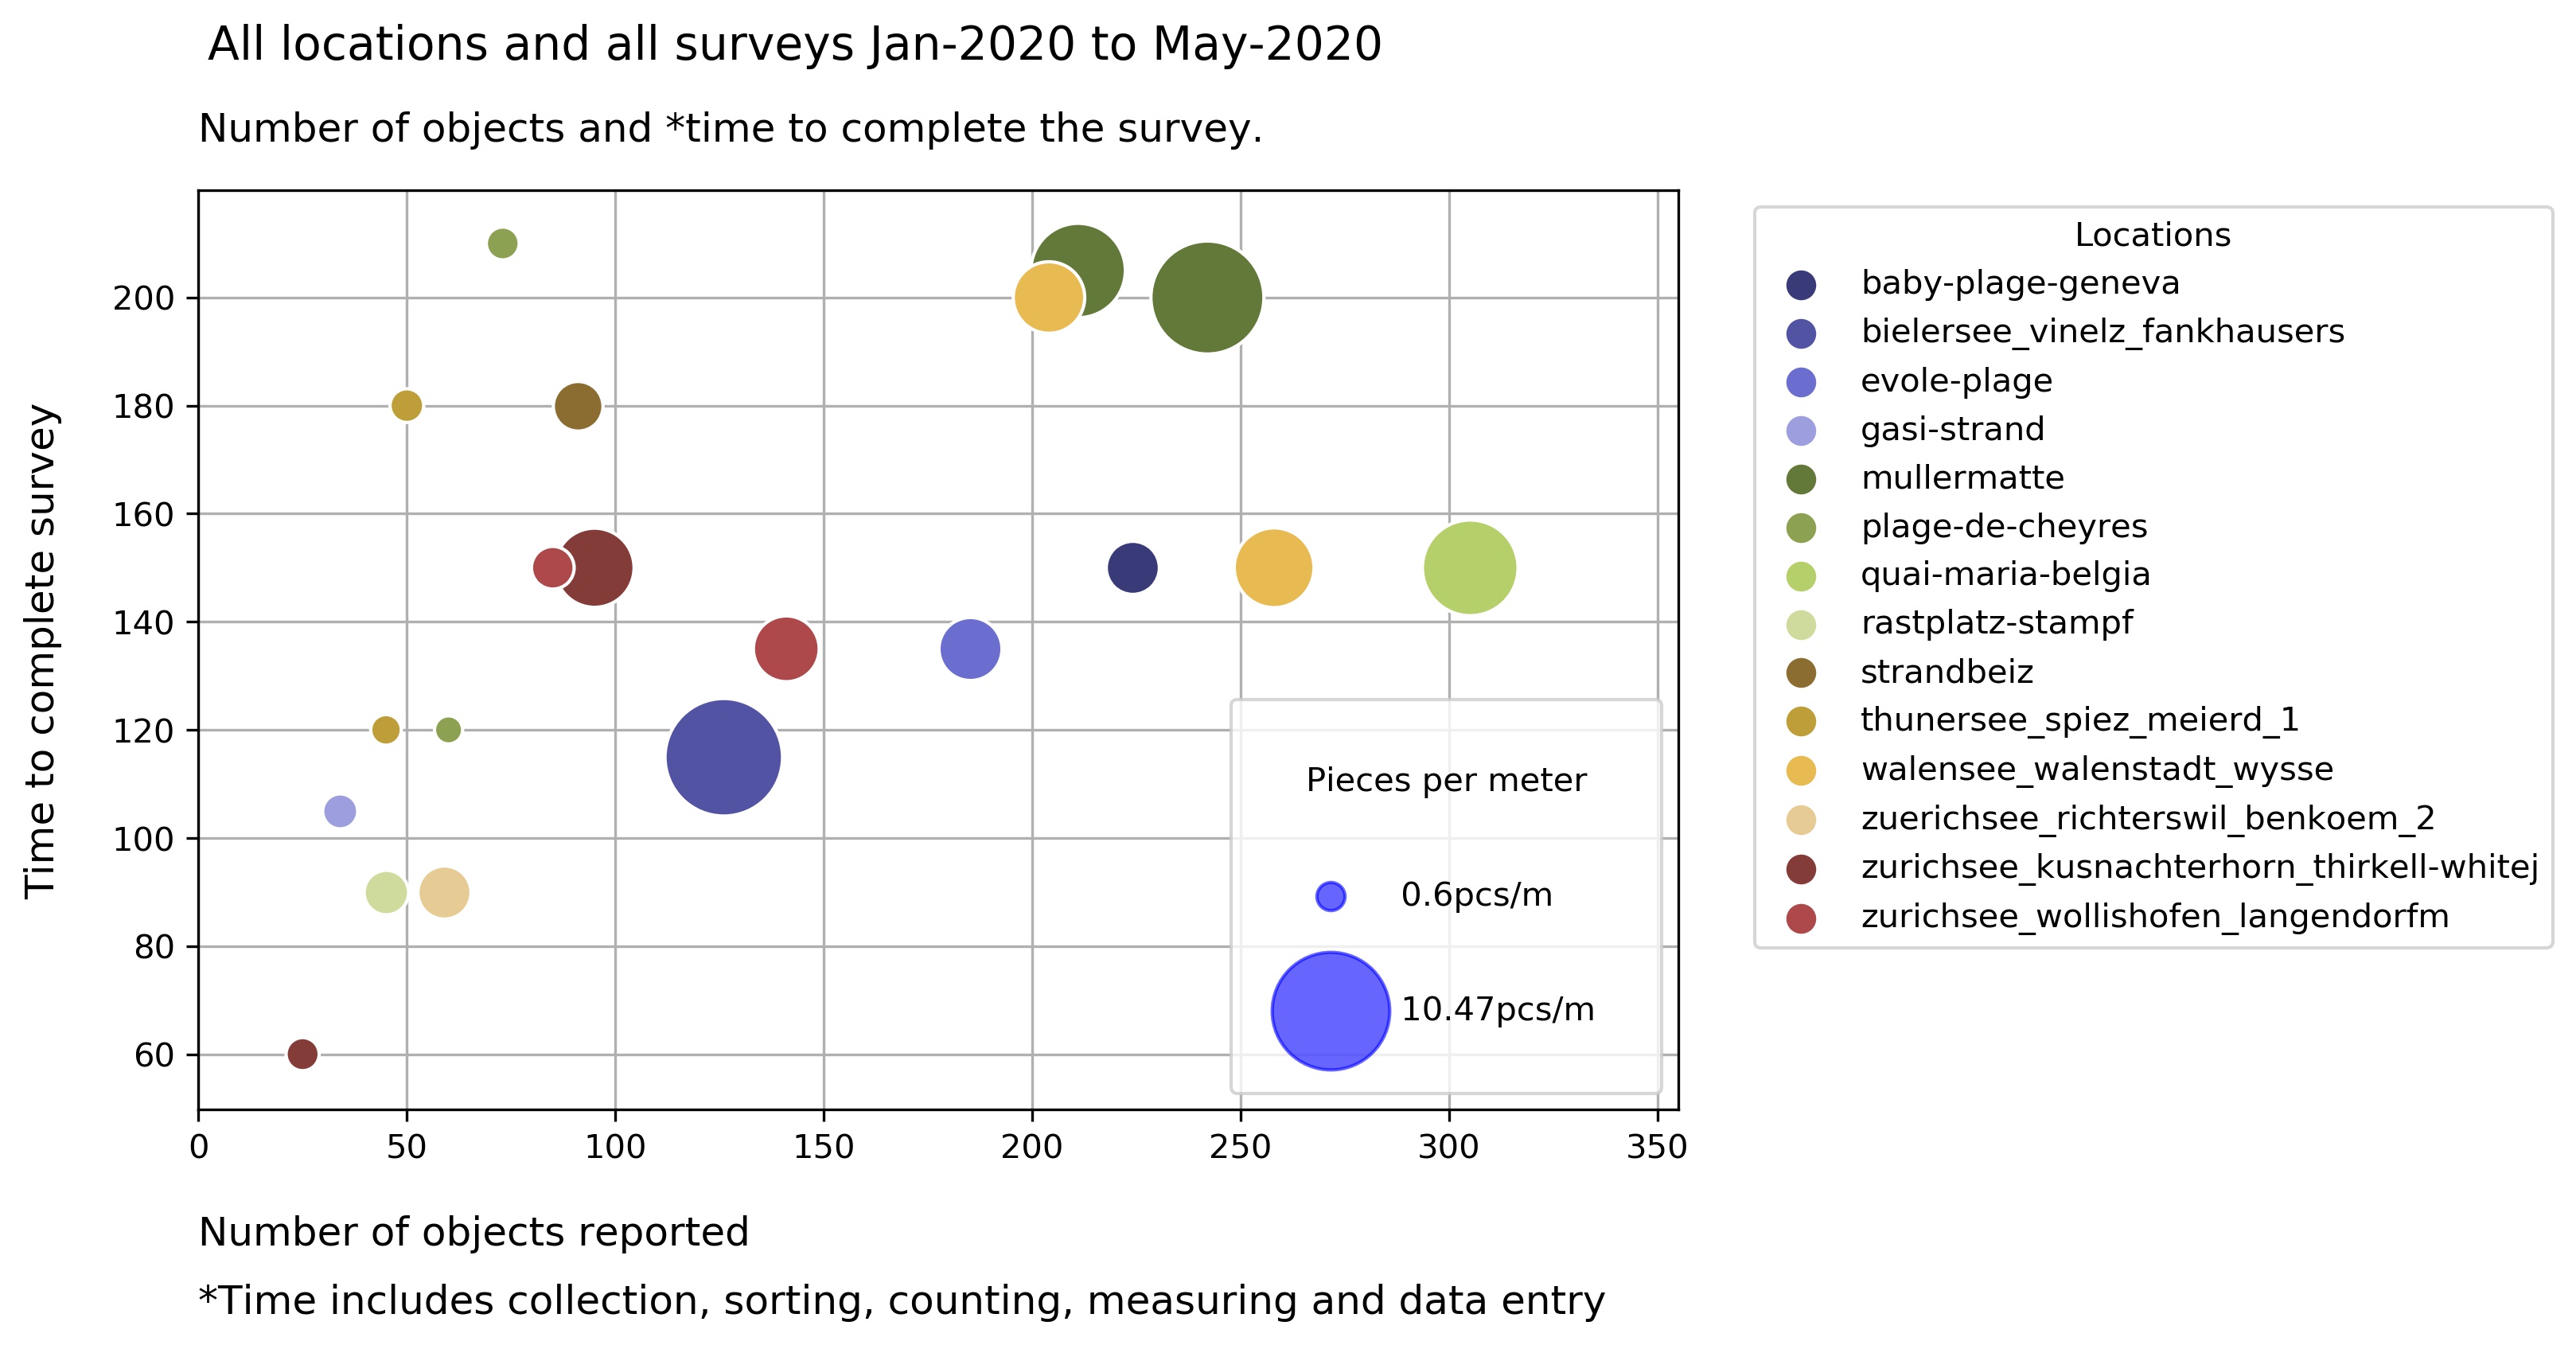 All locations and all surveys Jan-2020 to May-2020
Number of objects and *time to complete the survey.
Time to complete survey
200
180
160
140
120
100
80
60
0 50 100 150 200 250 300 350
Pieces per meter
0.6pcs/m
10.47pcs/m
Number of objects reported
*Time includes collection, sorting, counting, measuring and data entry
Locations
baby-plage-geneva
bielersee_vinelz_fankhausers
evole-plage
gasi-strand
mullermatte
plage-de-cheyres
quai-maria-belgia
rastplatz-stampf
strandbeiz
thunersee_spiez_meierd_1
walensee_walenstadt_wysse
zuerichsee_richterswil_benkoem_2
zurichsee_kusnachterhorn_thirkell-whitej
zurichsee_wollishofen_langendorfm